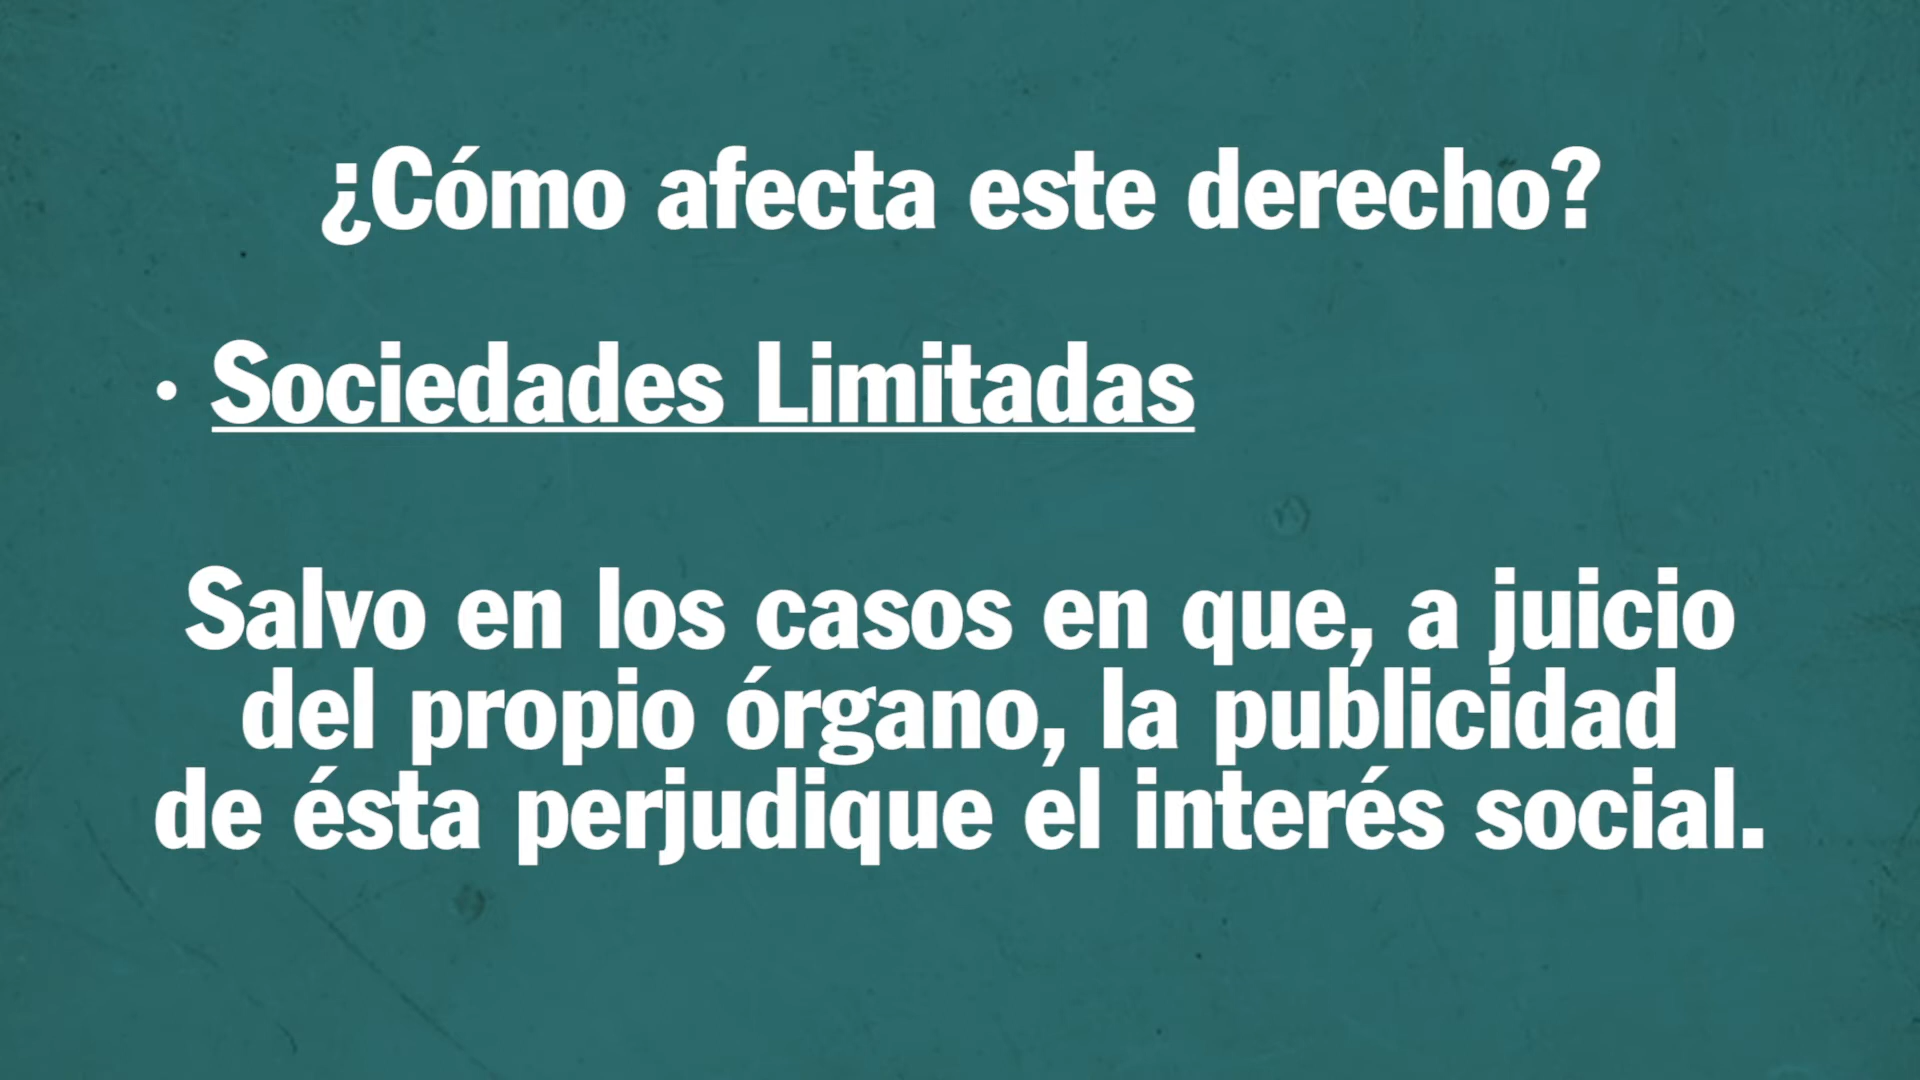 ¿Cómo afecta este derecho?
• Sociedades Limitadas
Salvo en los casos en que, a juicio
del propio órgano, la publicidad
de ésta perjudique el interés social.